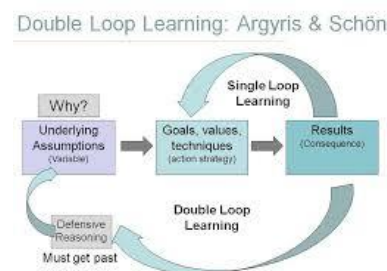 Double Loop Learning: Argyris & Schön
Single Loop
Learning
Why?
Underlying
Assumptions
(Variable)
Goals, values,
techniques
(action strategy)
Results
(Consequence)
Double Loop
Learning
Defensive
Reasoning
Must get past